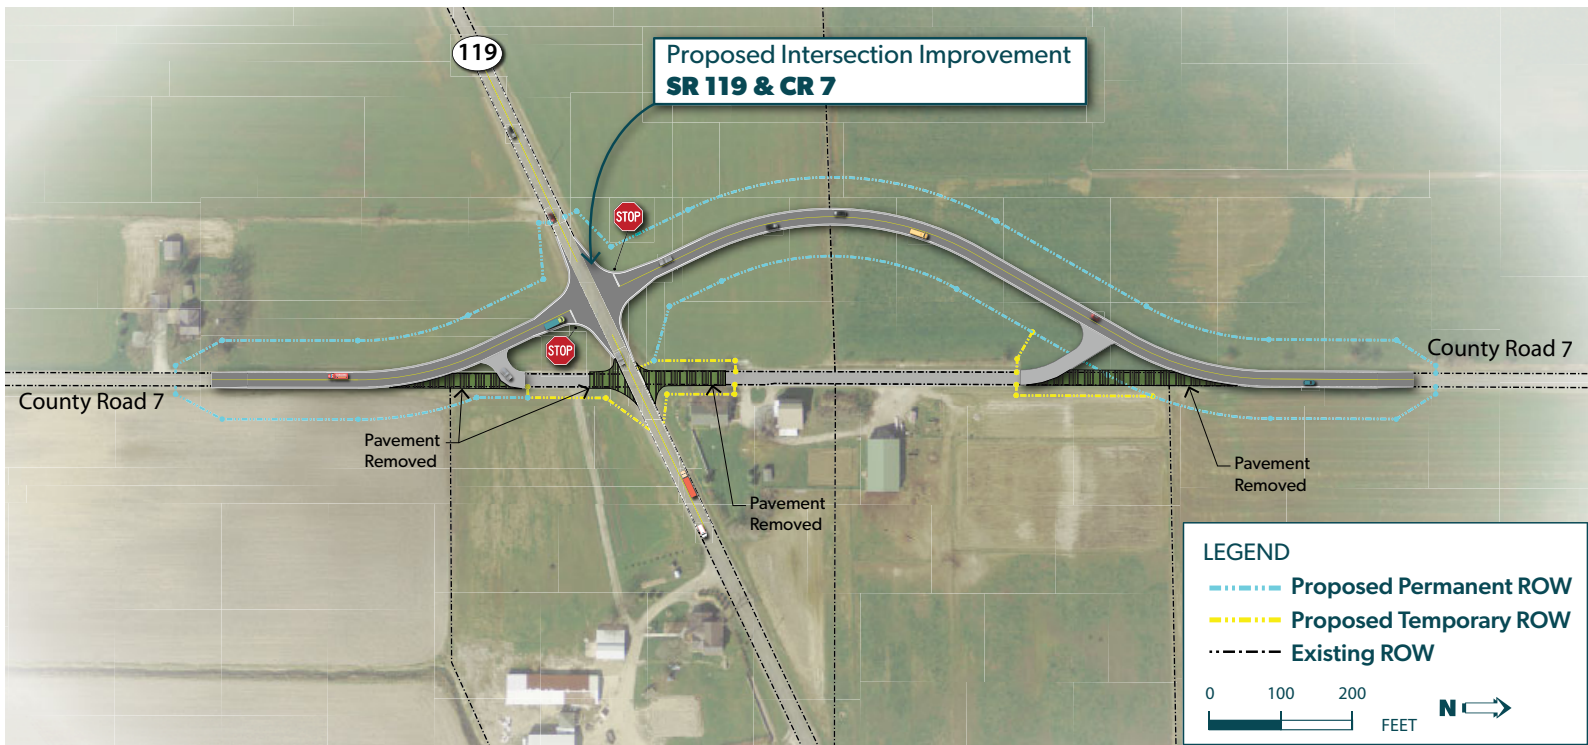 119
Proposed Intersection Improvement
SR 119 & CR 7
STOP
STOP
County Road 7
County Road 7
Pavement
Removed
Pavement
Removed
Pavement
Removed
LEGEND
Proposed Permanent ROW
Proposed Temporary ROW
Existing ROW
0 100 200
FEET
N